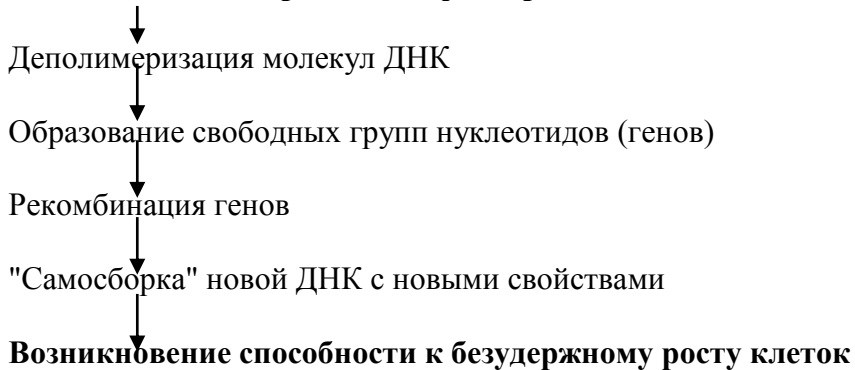 Деполимеризация молекул ДНК
Образование свободных групп нуклеотидов (генов)
Рекомбинация генов
"Самосборка" новой ДНК с новыми свойствами
Возникновение способности к безудержному росту клеток